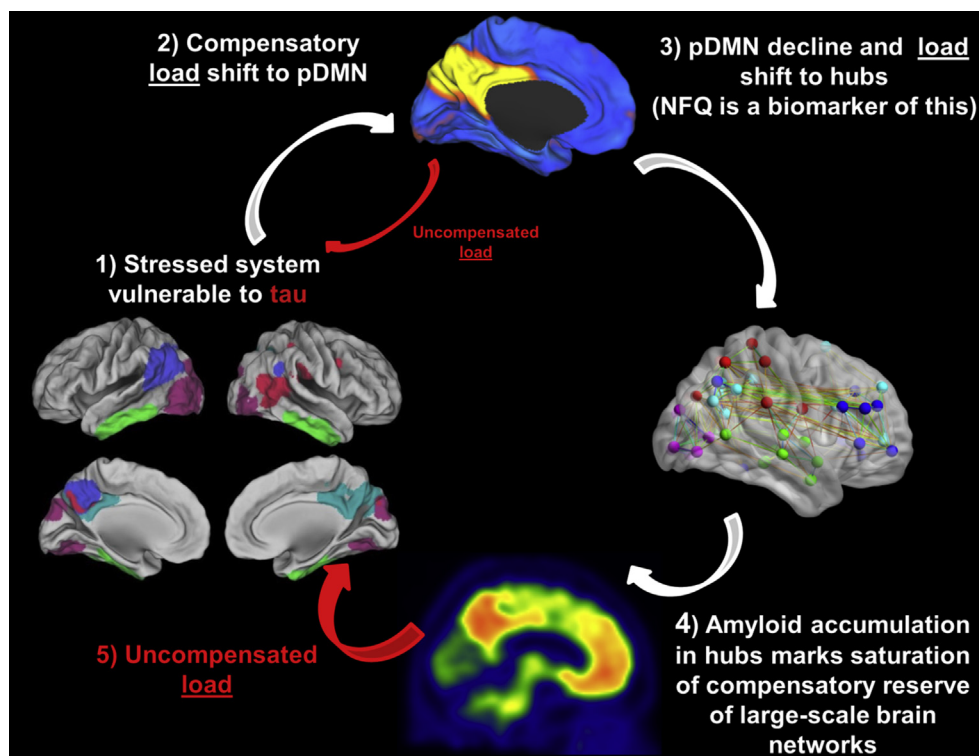 2) Compensatory
load shift to pDMN
3) pDMN decline and load
shift to hubs
(NFQ is a biomarker of this)
Uncompensated
load
1) Stressed system
vulnerable to tau
4) Amyloid accumulation
in hubs marks saturation
of compensatory reserve
of large-scale brain
networks
5) Uncompensated
load